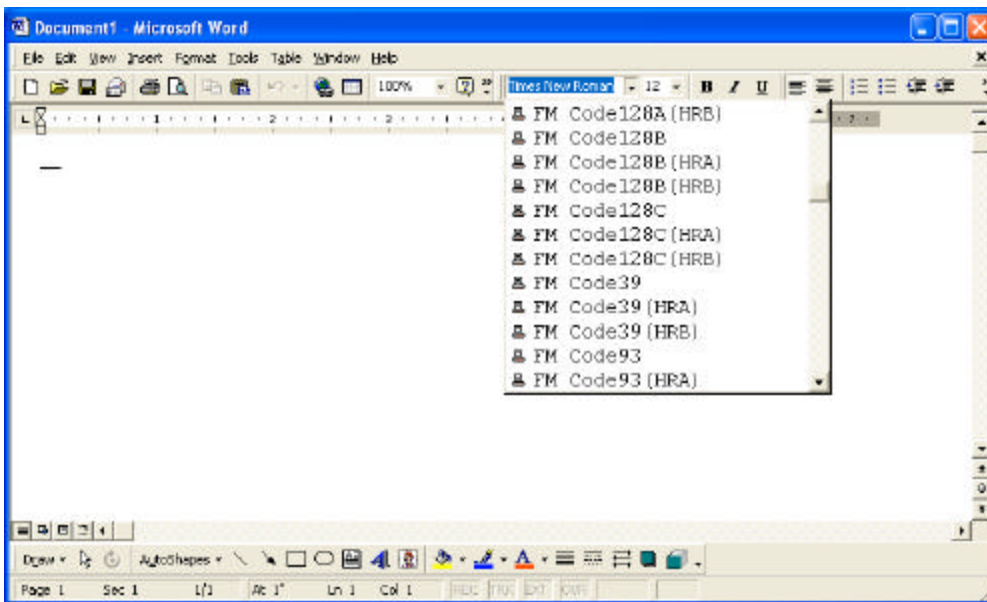 Document1 - Microsoft Word
File Edit View Insert Format Tools Table Window Help
100% Times New Roman 12 B I U
FM Code128A(HRB)
FM Code128B
FM Code128B(HRA)
FM Code128B(HRB)
FM Code128C
FM Code128C(HRA)
FM Code128C(HRB)
FM Code39
FM Code39(HRA)
FM Code39(HRB)
FM Code93
FM Code93(HRA)
Draw AutoShapes
Page 1 Sec 1 1/1 At 1" Ln 1 Col 1 REC TRK EXT OVR